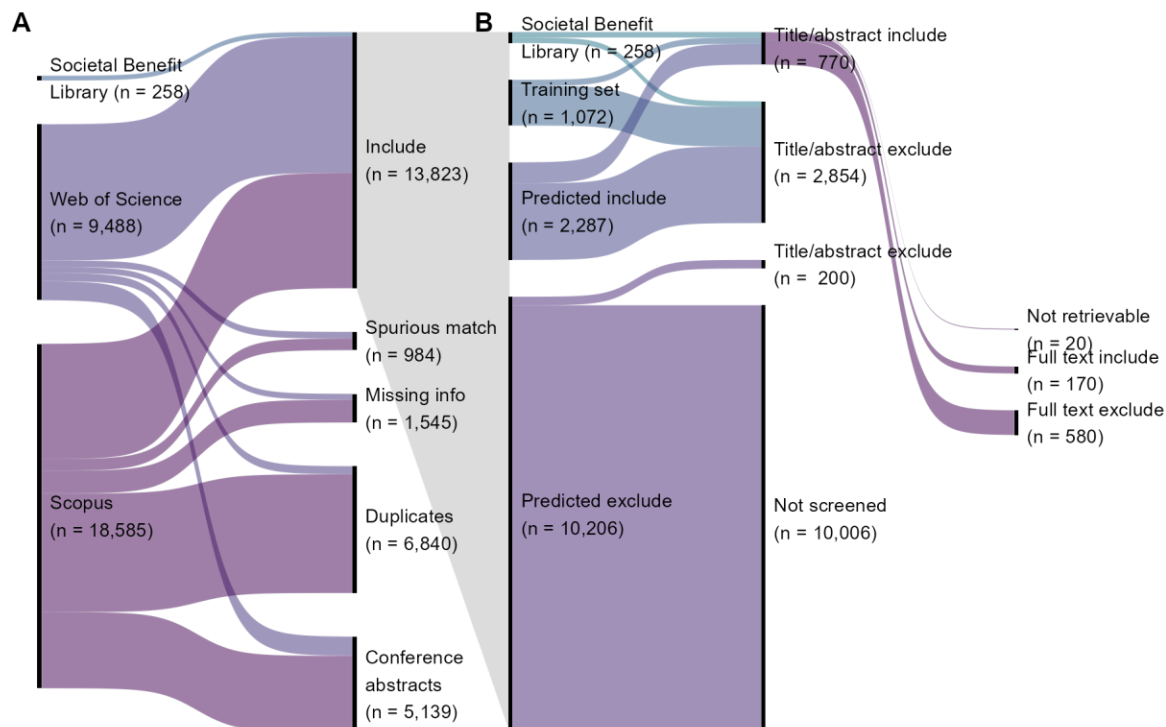 A
Societal Benefit
Library (n = 258)
Web of Science
(n = 9,488)
Scopus
(n = 18,585)
Include
(n = 13,823)
Spurious match
(n = 984)
Missing info
(n = 1,545)
Duplicates
(n = 6,840)
Conference
abstracts
(n = 5,139)
B
Societal Benefit
Library (n = 258)
Training set
(n = 1,072)
Predicted include
(n = 2,287)
Predicted exclude
(n = 10,206)
Title/abstract include
(n = 770)
Title/abstract exclude
(n = 2,854)
Title/abstract exclude
(n = 200)
Not screened
(n = 10,006)
Not retrievable
(n = 20)
Full text include
(n = 170)
Full text exclude
(n = 580)